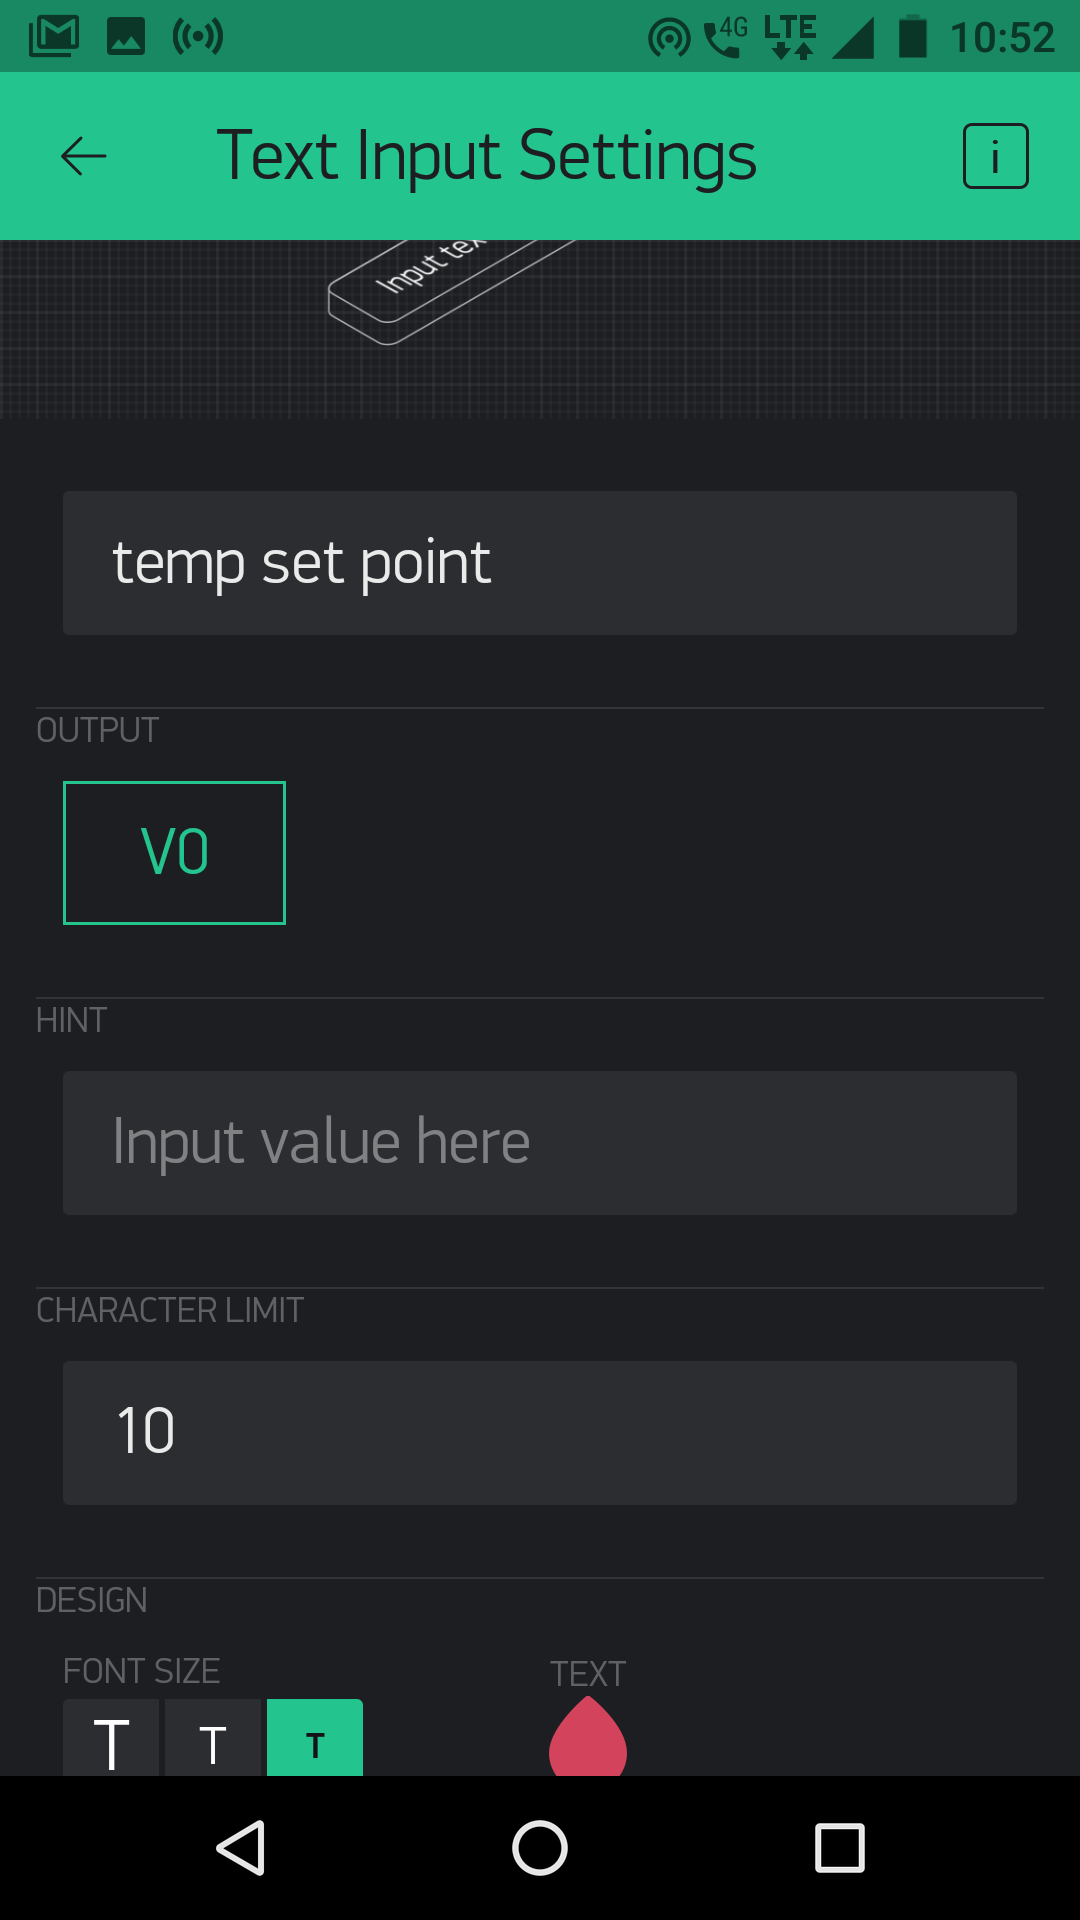 4G LTE 10:52
Text Input Settings i
Input tex
temp set point
OUTPUT
V0
HINT
Input value here
CHARACTER LIMIT
10
DESIGN
FONT SIZE TEXT
T T T